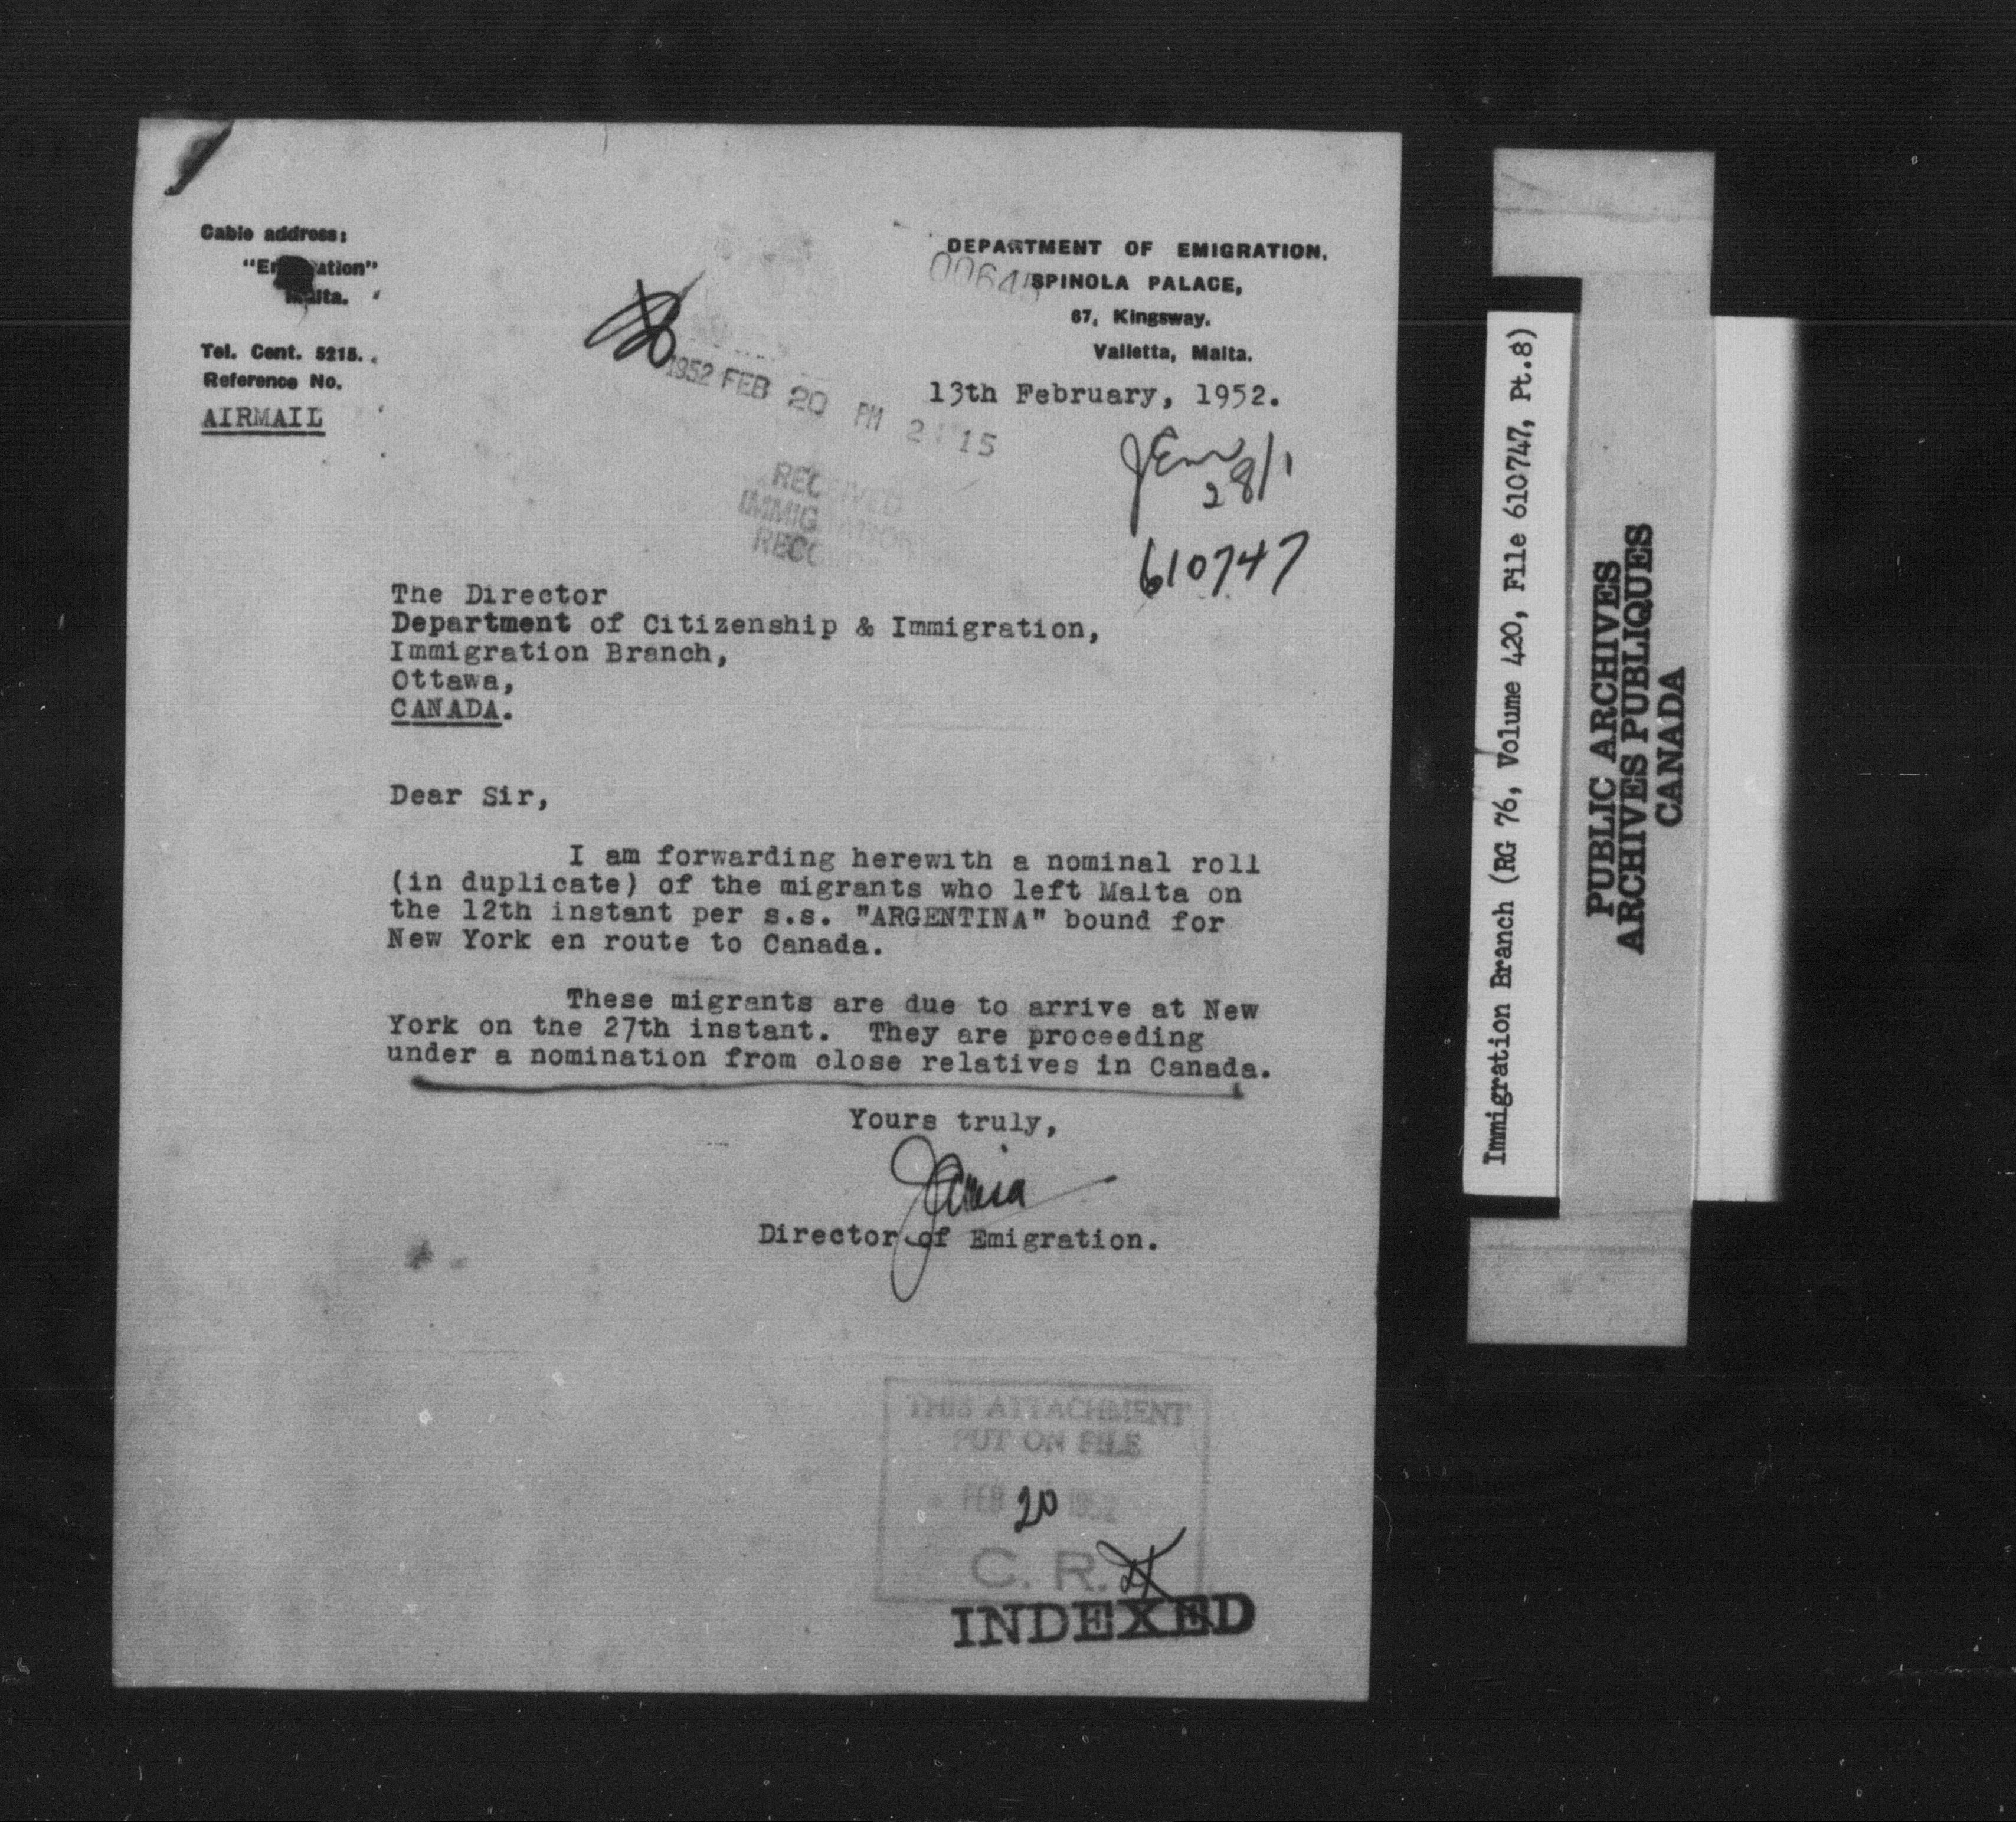 Cable address:
Malta.
Tel. Cent. 5215.
Reference No.
AIRMAIL
DEPARTMENT OF EMIGRATION,
SPINOLA PALACE,
67, Kingsway.
Valletta, Malta.
13th February, 1952.
1952 FEB 20 PM 2:15
RECEIVED
IMMIGRATION
28/1
610747
The Director
Department of Citizenship & Immigration,
Immigration Branch,
Ottawa,
CANADA.
Dear Sir,
I am forwarding herewith a nominal roll
(in duplicate) of the migrants who left Malta on
the 12th instant per s.s. "ARGENTINA" bound for
New York en route to Canada.
These migrants are due to arrive at New
York on the 27th instant. They are proceeding
under a nomination from close relatives in Canada.
Yours truly,
Director of Emigration.
THIS ATTACHMENT
PUT ON FILE
FEB 20 1952
C. R.
INDEXED
Immigration Branch (RG 76, Volume 420, File 610747, Pt.8)
PUBLIC ARCHIVES
ARCHIVES PUBLIQUES
CANADA